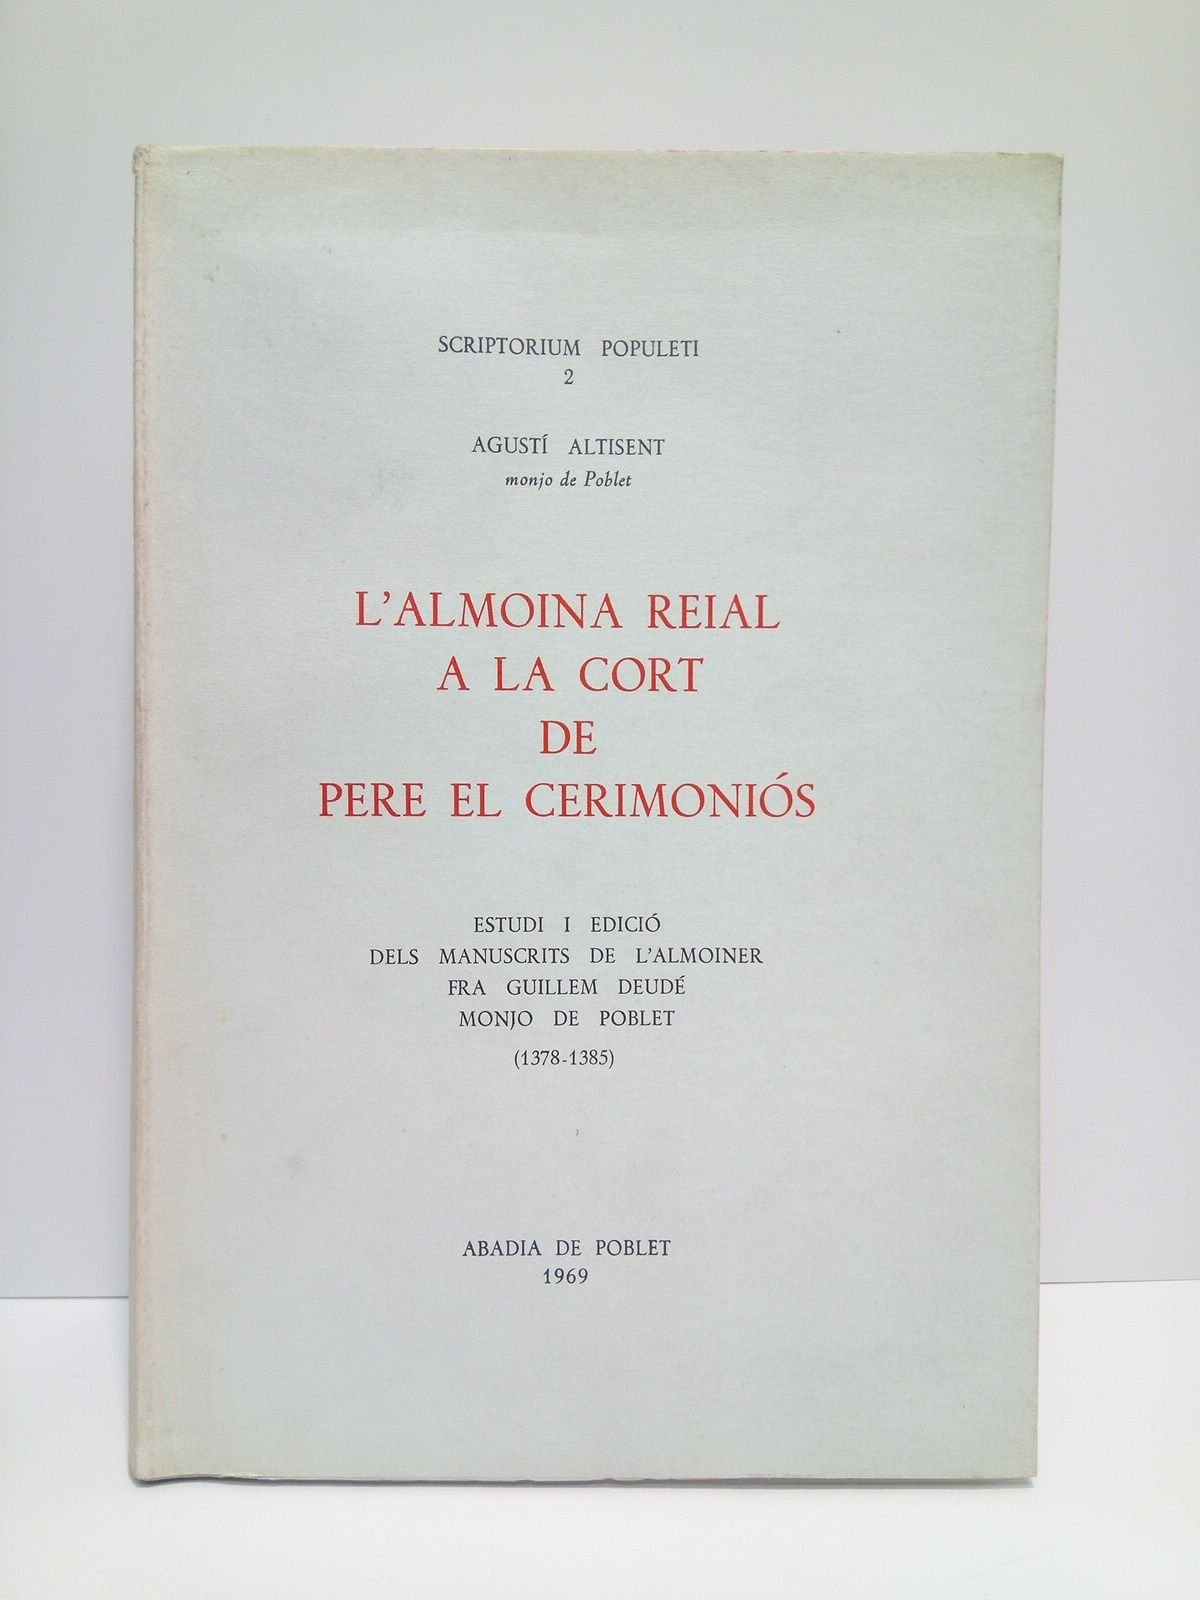 SCRIPTORIUM POPULETI
2
AGUSTÍ ALTISENT
monjo de Poblet
L'ALMOINA REIAL
A LA CORT
DE
PERE EL CERIMONIÓS
ESTUDI I EDICIÓ
DELS MANUSCRITS DE L'ALMOINER
FRA GUILLEM DEUDÉ
MONJO DE POBLET
(1378-1385)
ABADIA DE POBLET
1969